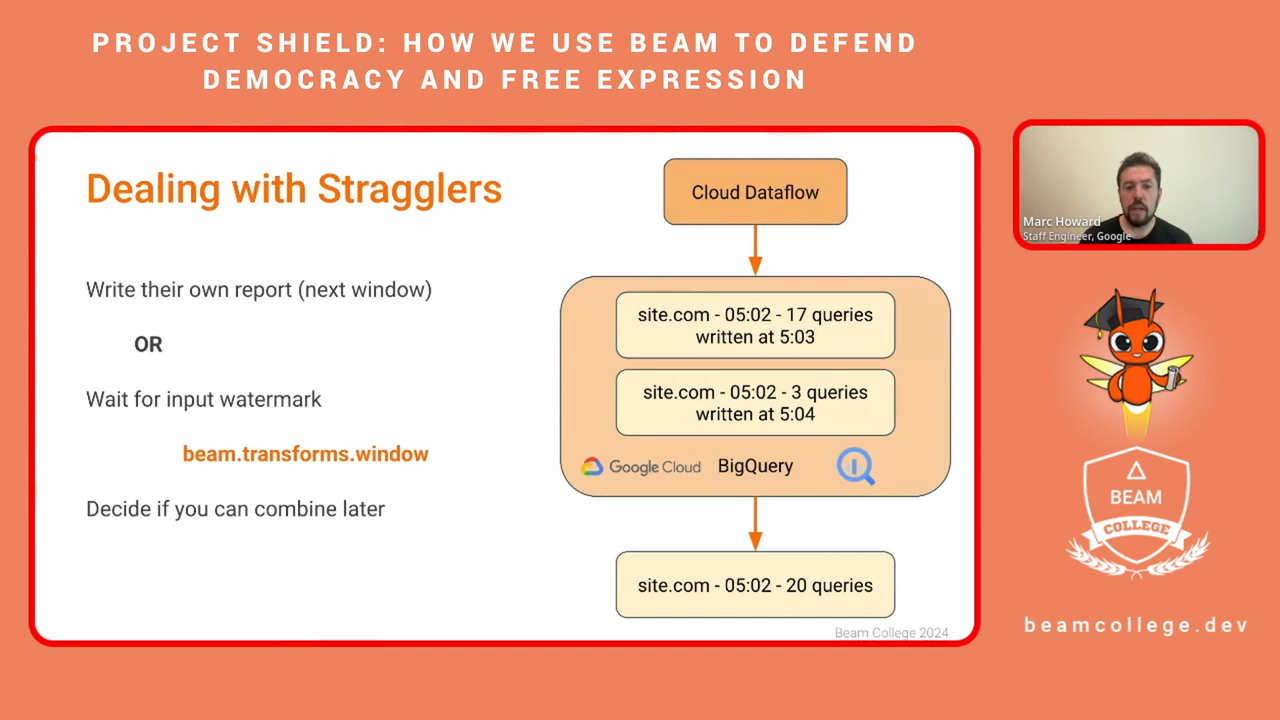 PROJECT SHIELD: HOW WE USE BEAM TO DEFEND
DEMOCRACY AND FREE EXPRESSION
Dealing with Stragglers
Write their own report (next window)
OR
Wait for input watermark
beam.transforms.window
Decide if you can combine later
Cloud Dataflow
site.com - 05:02 - 17 queries
written at 5:03
site.com - 05:02 - 3 queries
written at 5:04
Google Cloud BigQuery
site.com - 05:02 - 20 queries
Beam College 2024
Marc Howard
Staff Engineer, Google
BEAM
COLLEGE
beamcollege.dev